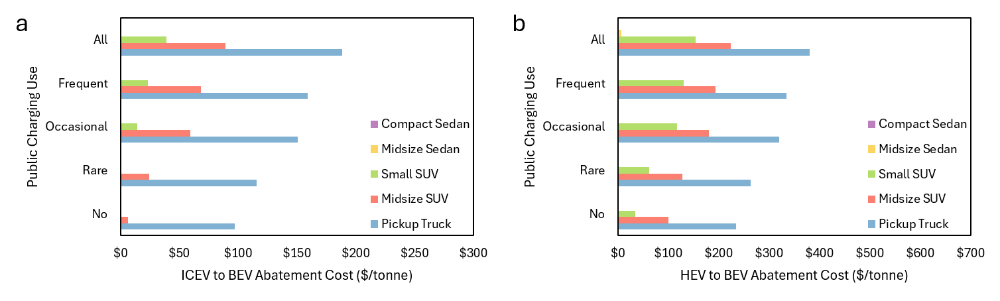 a
Public Charging Use
All
Frequent
Occasional
Rare
No
Compact Sedan
Midsize Sedan
Small SUV
Midsize SUV
Pickup Truck
$0 $50 $100 $150 $200 $250 $300
ICEV to BEV Abatement Cost ($/tonne)
b
Public Charging Use
All
Frequent
Occasional
Rare
No
Compact Sedan
Midsize Sedan
Small SUV
Midsize SUV
Pickup Truck
$0 $100 $200 $300 $400 $500 $600 $700
HEV to BEV Abatement Cost ($/tonne)